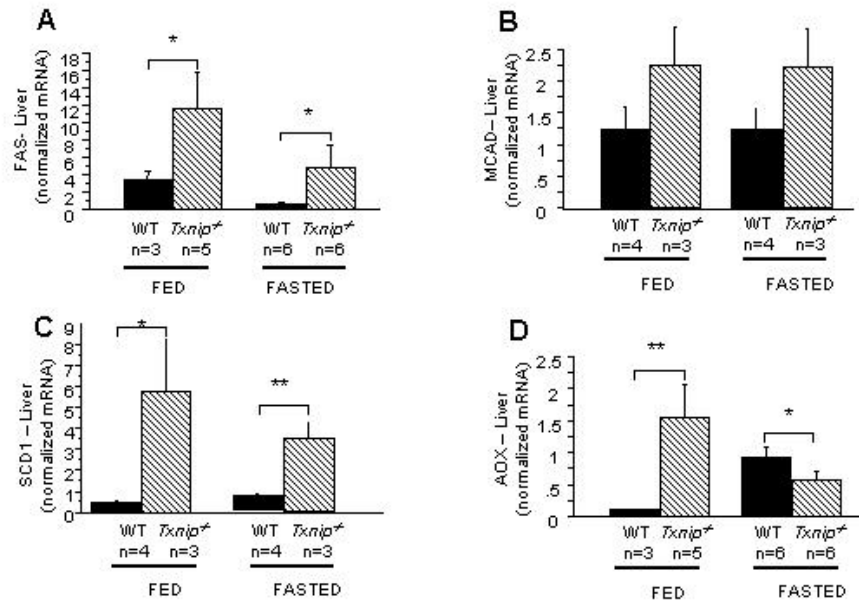 A
FAS- Liver
(normalized mRNA)
18
16
14
12
10
8
6
4
2
0
*
*
WT Txnip-/-
n=3 n=5
WT Txnip-/-
n=6 n=6
FED
FASTED
B
MCAD– Liver
(normalized mRNA)
2.5
2
1.5
1
.5
0
WT Txnip-/-
n=4 n=3
WT Txnip-/-
n=4 n=3
FED
FASTED
C
SCD1 – Liver
(normalized mRNA)
9
8
7
6
5
4
3
2
1
0
*
**
WT Txnip-/-
n=4 n=3
WT Txnip-/-
n=4 n=3
FED
FASTED
D
AOX – Liver
(normalized mRNA)
2.5
2
1.5
1
.5
0
**
*
WT Txnip-/-
n=3 n=5
WT Txnip-/-
n=6 n=6
FED
FASTED